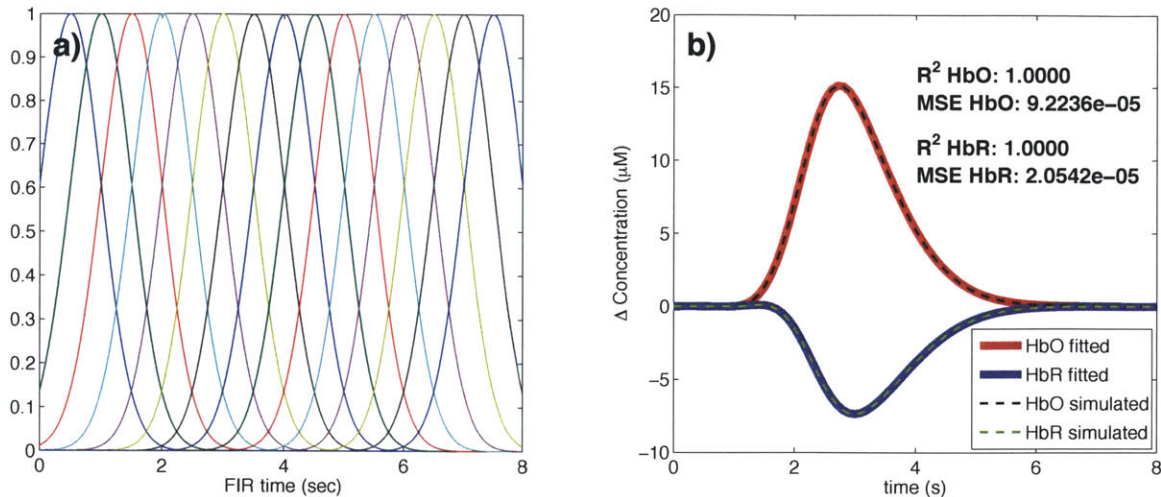 a)
1
0.9
0.8
0.7
0.6
0.5
0.4
0.3
0.2
0.1
0
0 2 4 6 8
FIR time (sec)
b)
20
15
10
5
0
−5
−10
Δ Concentration (μM)
R² HbO: 1.0000
MSE HbO: 9.2236e−05
R² HbR: 1.0000
MSE HbR: 2.0542e−05
HbO fitted
HbR fitted
HbO simulated
HbR simulated
0 2 4 6 8
time (s)